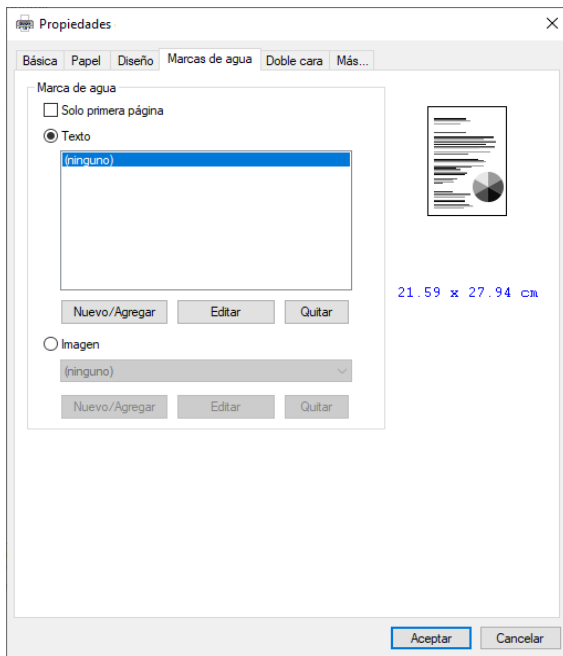 Propiedades
Básica Papel Diseño Marcas de agua Doble cara Más...
Marca de agua
Solo primera página
Texto
(ninguno)
21.59 x 27.94 cm
Nuevo/Agregar Editar Quitar
Imagen
(ninguno)
Nuevo/Agregar Editar Quitar
Aceptar Cancelar